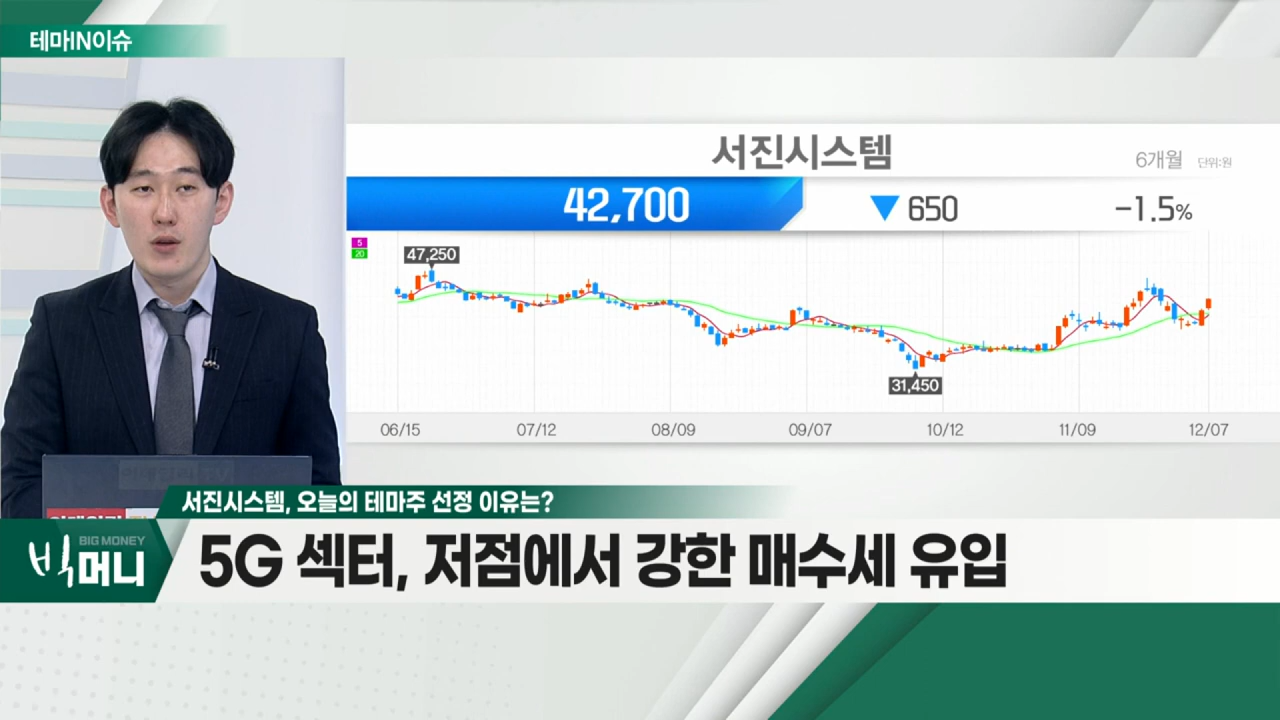 테마IN이슈
서진시스템
6개월 단위:원
42,700 ▼ 650 -1.5%
5
20
47,250
31,450
06/15 07/12 08/09 09/07 10/12 11/09 12/07
서진시스템, 오늘의 테마주 선정 이유는?
BIG MONEY
빅머니
5G 섹터, 저점에서 강한 매수세 유입